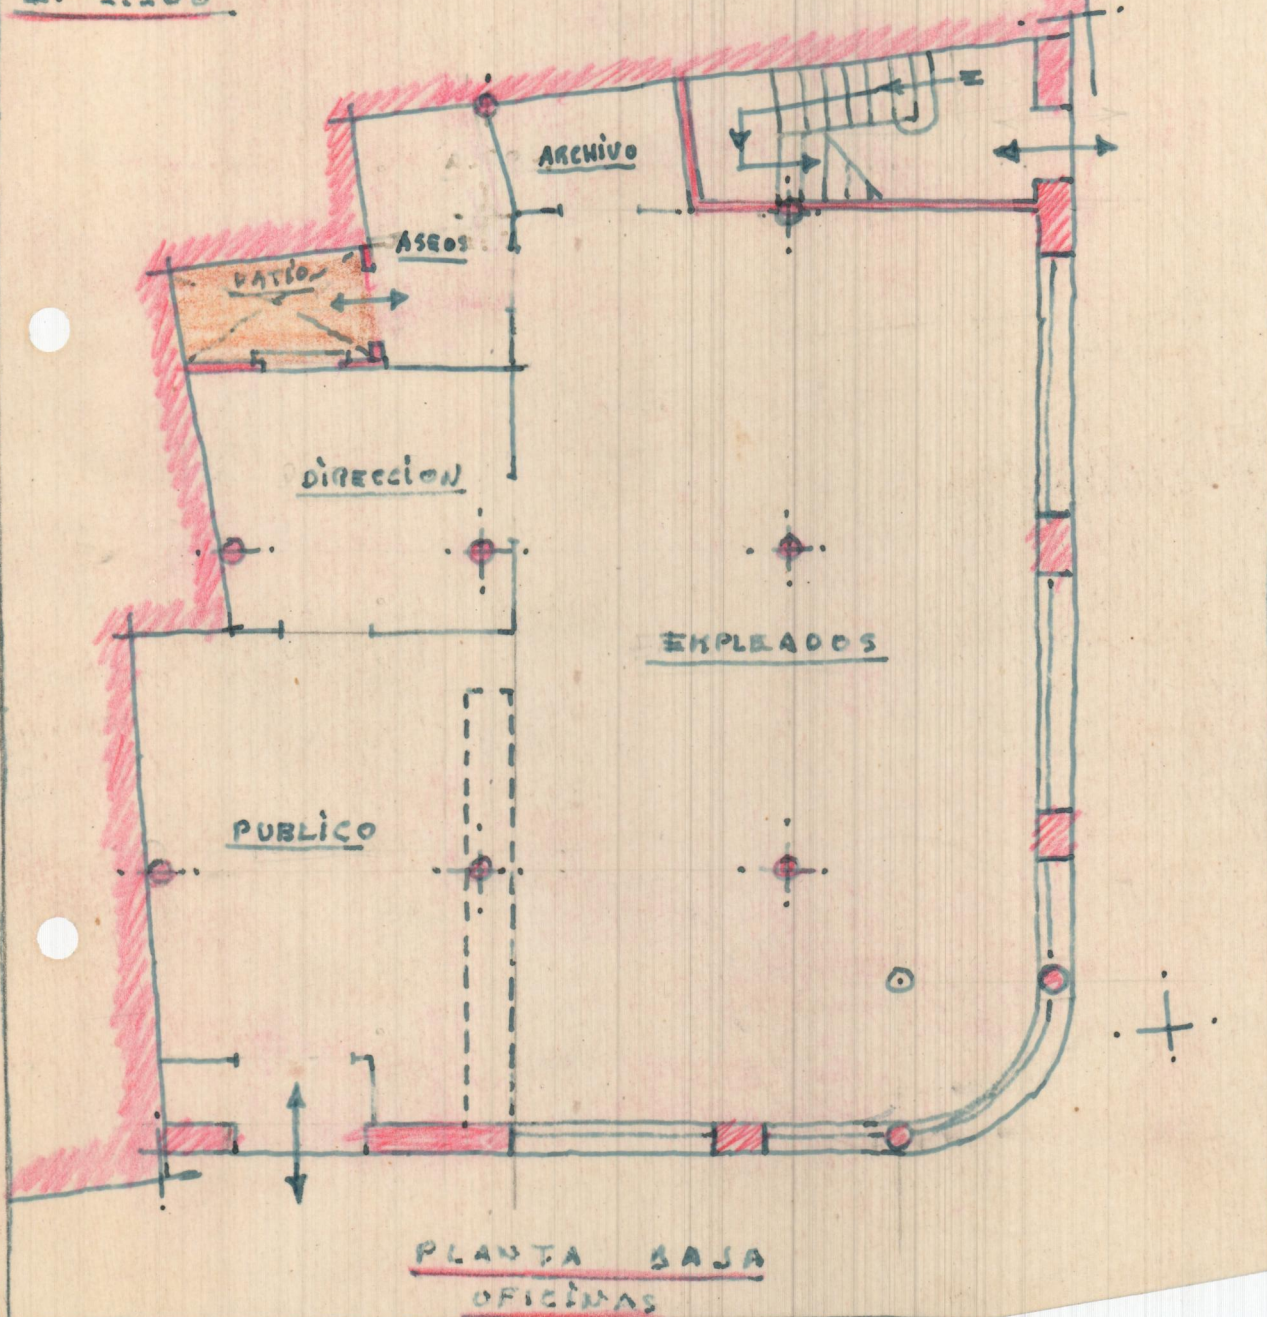 ARCHIVO
ASEOS
PATIO
DIRECCION
EMPLEADOS
PUBLICO
PLANTA BAJA
OFICINAS